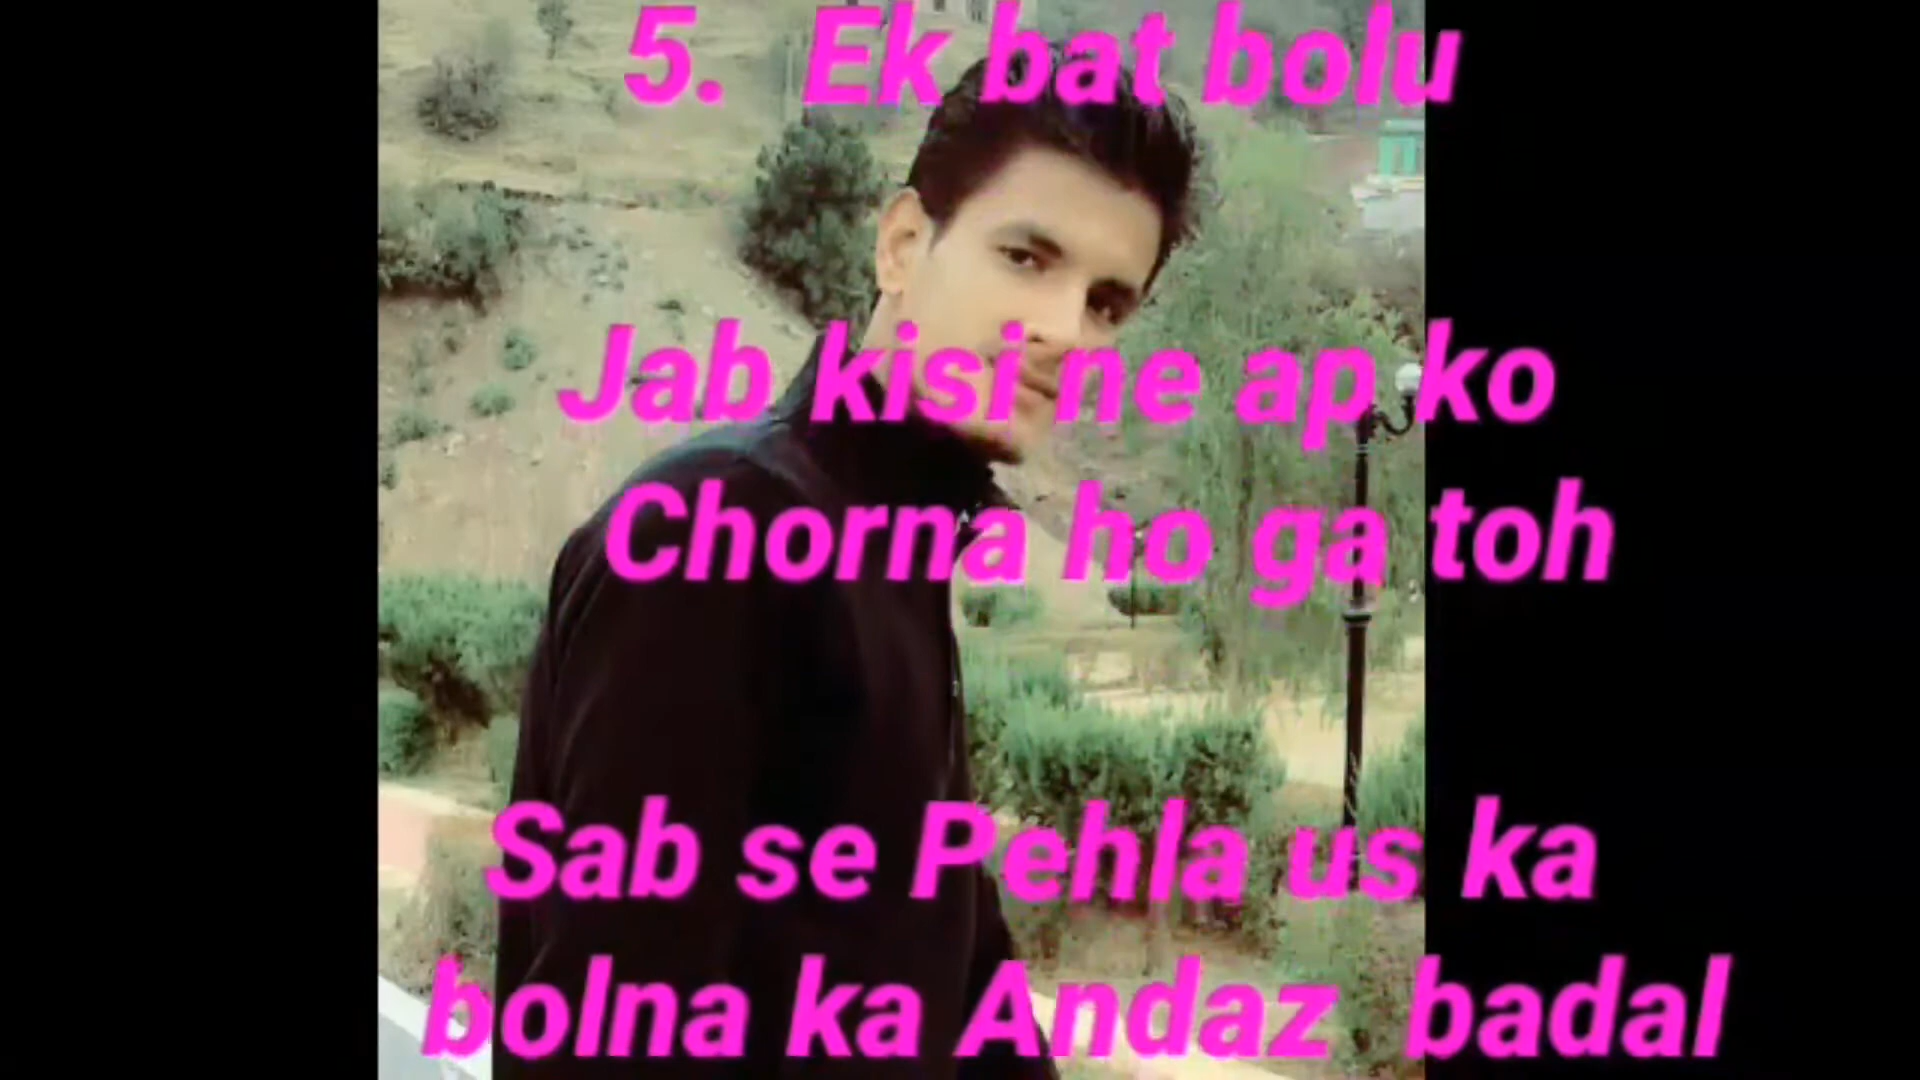 5. Ek bat bolu
Jab kisi ne ap ko
Chorna ho ga toh
Sab se Pehla us ka
bolna ka Andaz badal